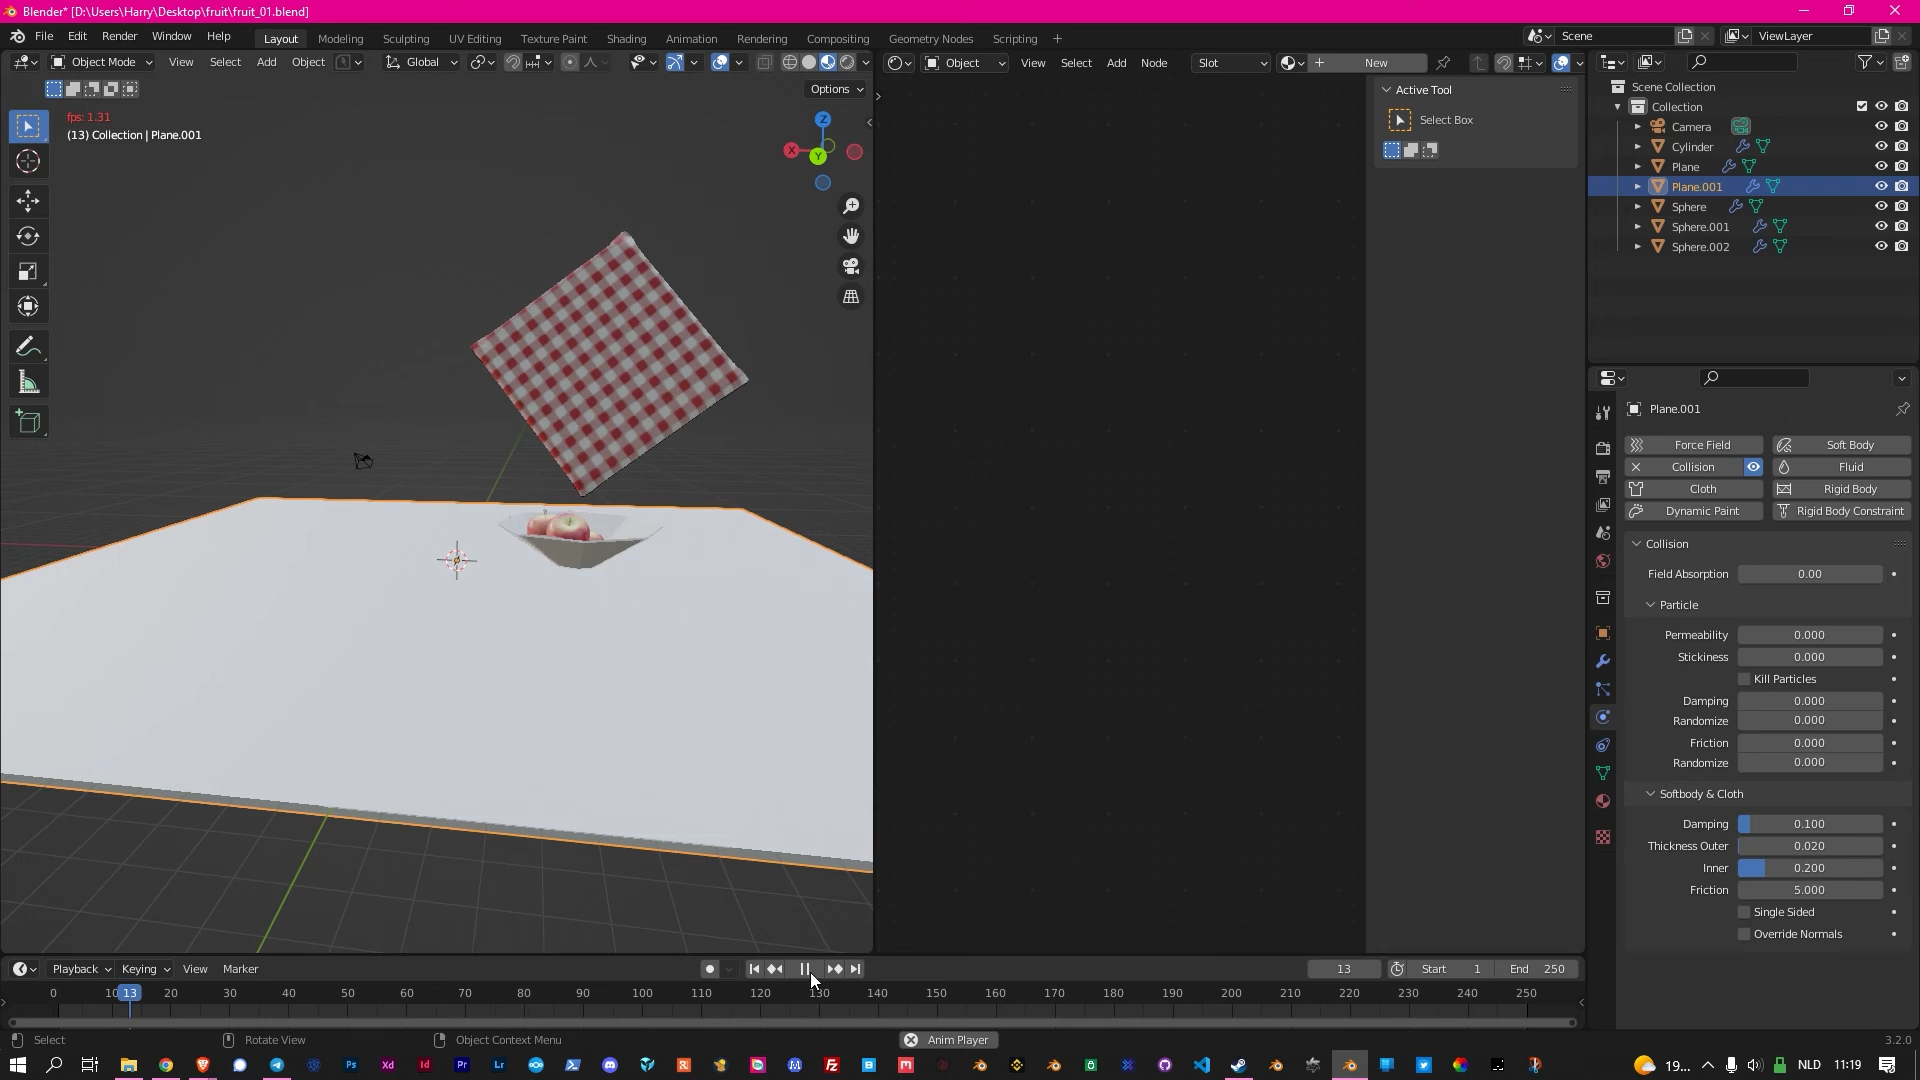 Blender* [D:\Users\Harry\Desktop\fruit\fruit_01.blend]
File Edit Render Window Help
Layout Modeling Sculpting UV Editing Texture Paint Shading Animation Rendering Compositing Geometry Nodes Scripting +
Scene
ViewLayer
Object Mode View Select Add Object Global
Object View Select Add Node Slot New
Options
fps: 1.31
(13) Collection | Plane.001
Z
X
Y
Active Tool
Select Box
Scene Collection
Collection
Camera
Cylinder
Plane
Plane.001
Sphere
Sphere.001
Sphere.002
Plane.001
Force Field Soft Body
Collision Fluid
Cloth Rigid Body
Dynamic Paint Rigid Body Constraint
Collision
Field Absorption 0.00
Particle
Permeability 0.000
Stickiness 0.000
Kill Particles
Damping 0.000
Randomize 0.000
Friction 0.000
Randomize 0.000
Softbody & Cloth
Damping 0.100
Thickness Outer 0.020
Inner 0.200
Friction 5.000
Single Sided
Override Normals
Playback Keying View Marker
13 Start 1 End 250
0 10 13 20 30 40 50 60 70 80 90 100 110 120 130 140 150 160 170 180 190 200 210 220 230 240 250
Select Rotate View Object Context Menu Anim Player 3.2.0
Ps Xd Id Pr Lr
19... NLD 11:19